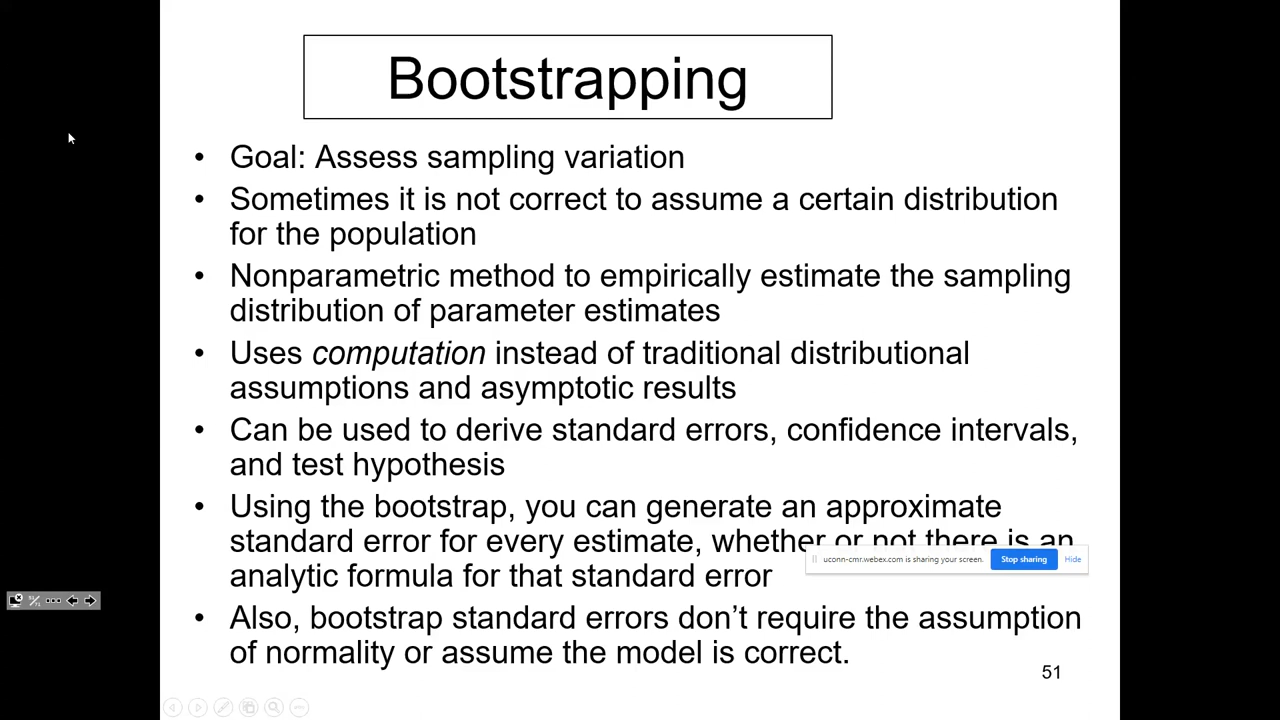 Bootstrapping
• Goal: Assess sampling variation
• Sometimes it is not correct to assume a certain distribution
for the population
• Nonparametric method to empirically estimate the sampling
distribution of parameter estimates
• Uses computation instead of traditional distributional
assumptions and asymptotic results
• Can be used to derive standard errors, confidence intervals,
and test hypothesis
• Using the bootstrap, you can generate an approximate
standard error for every estimate, whether or not there is an
uconn-cmr.webex.com is sharing your screen. Stop sharing Hide
analytic formula for that standard error
• Also, bootstrap standard errors don’t require the assumption
of normality or assume the model is correct.
51